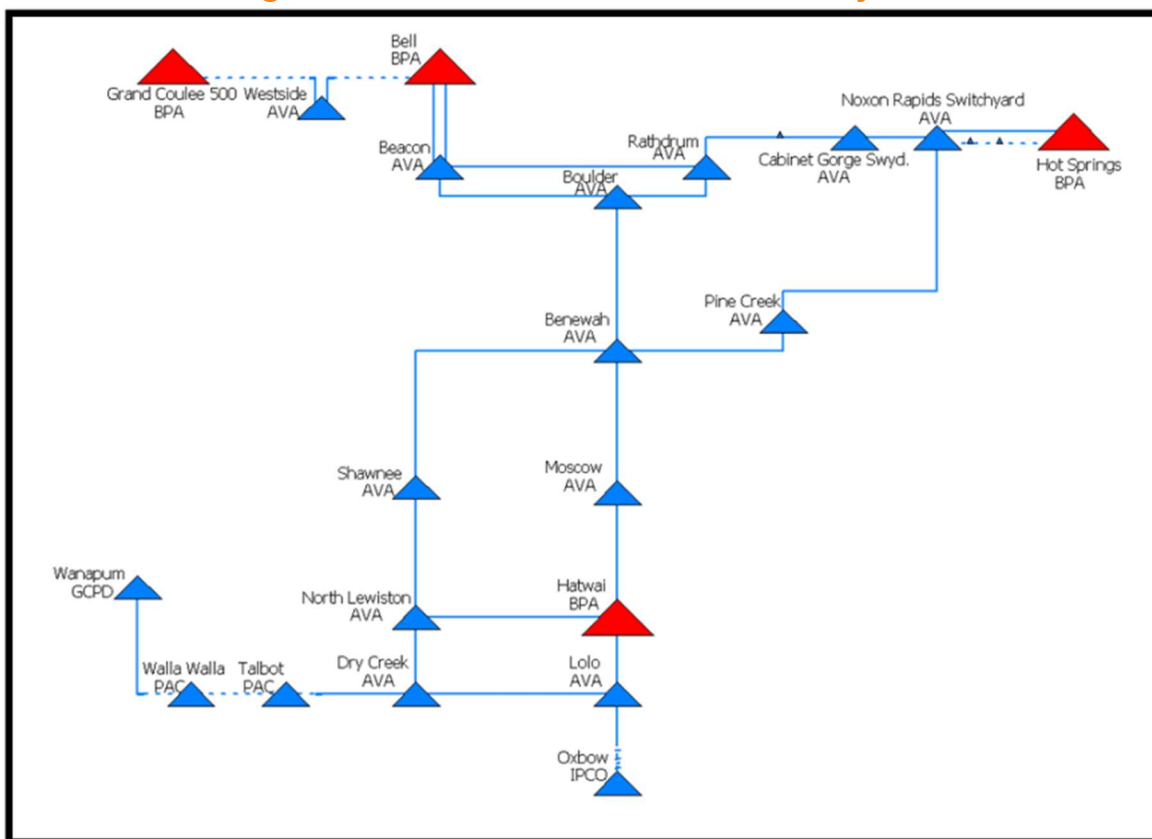 Bell
BPA
Grand Coulee 500
BPA
Westside
AVA
Noxon Rapids Switchyard
AVA
Beacon
AVA
Rathdrum
AVA
Cabinet Gorge Swyd.
AVA
Hot Springs
BPA
Boulder
AVA
Pine Creek
AVA
Benewah
AVA
Shawnee
AVA
Moscow
AVA
Wanapum
GCPD
Hatwai
BPA
North Lewiston
AVA
Walla Walla
PAC
Talbot
PAC
Dry Creek
AVA
Lolo
AVA
Oxbow
IPCO